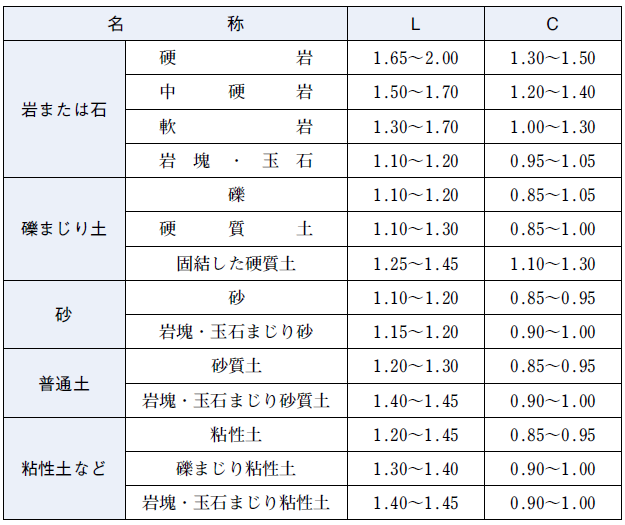 名称 L C
岩または石 硬岩 1.65～2.00 1.30～1.50
中硬岩 1.50～1.70 1.20～1.40
軟岩 1.30～1.70 1.00～1.30
岩塊・玉石 1.10～1.20 0.95～1.05
礫まじり土 礫 1.10～1.20 0.85～1.05
硬質土 1.10～1.30 0.85～1.00
固結した硬質土 1.25～1.45 1.10～1.30
砂 砂 1.10～1.20 0.85～0.95
岩塊・玉石まじり砂 1.15～1.20 0.90～1.00
普通土 砂質土 1.20～1.30 0.85～0.95
岩塊・玉石まじり砂質土 1.40～1.45 0.90～1.00
粘性土など 粘性土 1.20～1.45 0.85～0.95
礫まじり粘性土 1.30～1.40 0.90～1.00
岩塊・玉石まじり粘性土 1.40～1.45 0.90～1.00